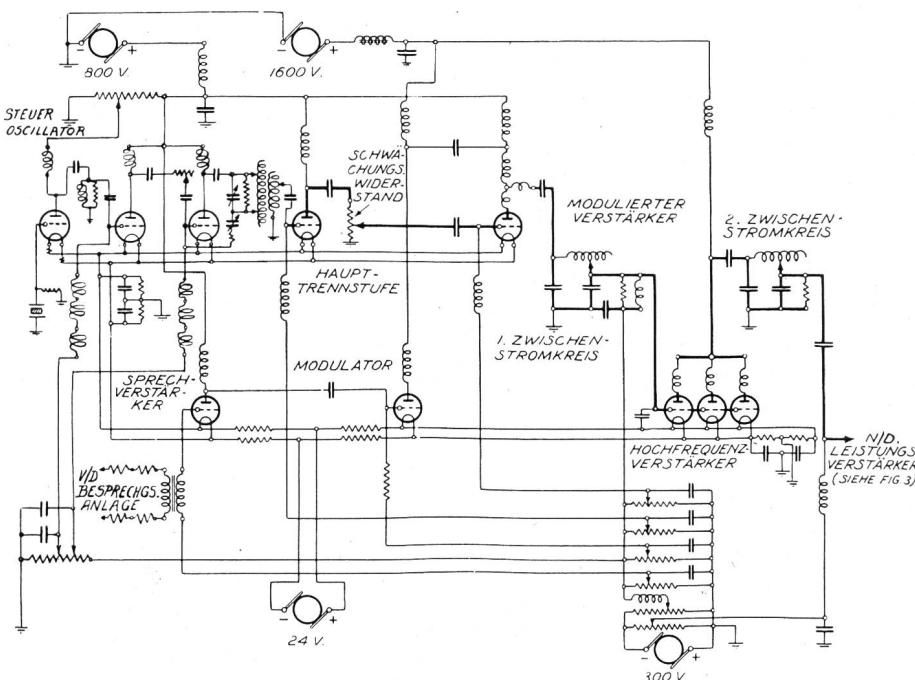 800 V.
1600 V.
STEUER
OSCILLATOR
SCHWÄ-
CHUNGS.
WIDER-
STAND
MODULIERTER
VERSTÄRKER
2. ZWISCHEN-
STROMKREIS
HAUPT-
TRENNSTUFE
1. ZWISCHEN-
STROMKREIS
SPRECH-
VERSTÄR-
KER
MODULATOR
HOCHFREQUENZ-
VERSTÄRKER
N/D.
LEISTUNGS
VERSTÄRKER
(SIEHE FIG 3)
V/D
BESPRECHGS.
ANLAGE
24 V.
300 V.
- +
- +
- +
- +